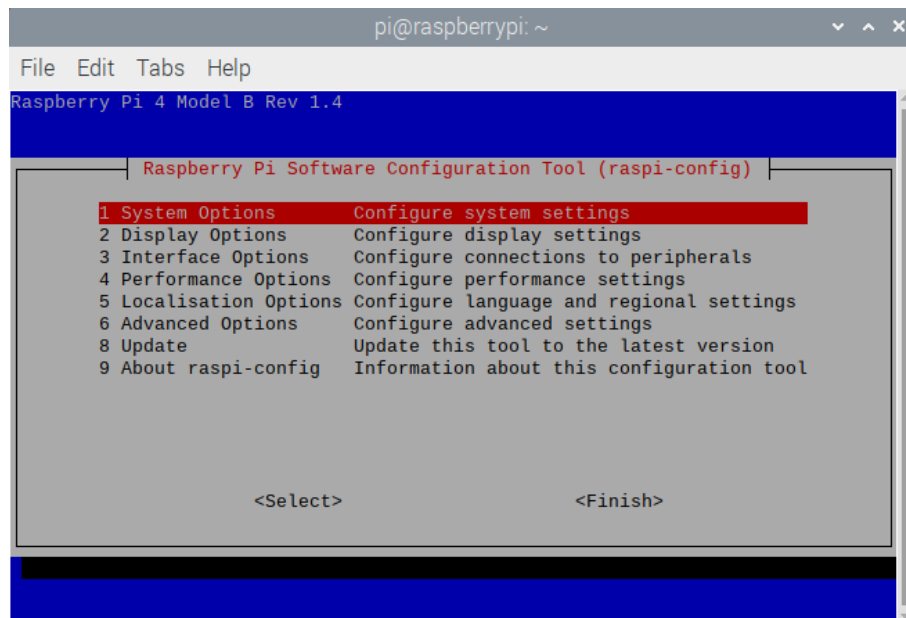 pi@raspberrypi: ~
File Edit Tabs Help
Raspberry Pi 4 Model B Rev 1.4
Raspberry Pi Software Configuration Tool (raspi-config)
1 System Options Configure system settings
2 Display Options Configure display settings
3 Interface Options Configure connections to peripherals
4 Performance Options Configure performance settings
5 Localisation Options Configure language and regional settings
6 Advanced Options Configure advanced settings
8 Update Update this tool to the latest version
9 About raspi-config Information about this configuration tool
<Select> <Finish>